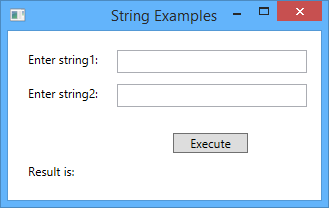 String Examples
Enter string1:
Enter string2:
Execute
Result is: